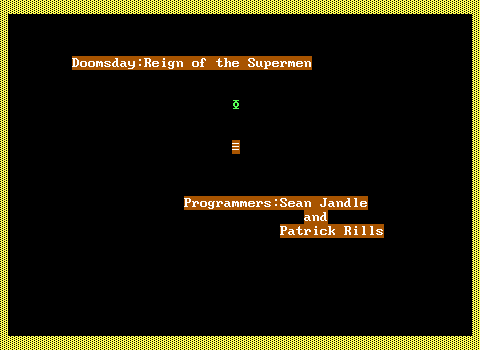 Doomsday:Reign of the Supermen
Programmers:Sean Jandle
and
Patrick Rills